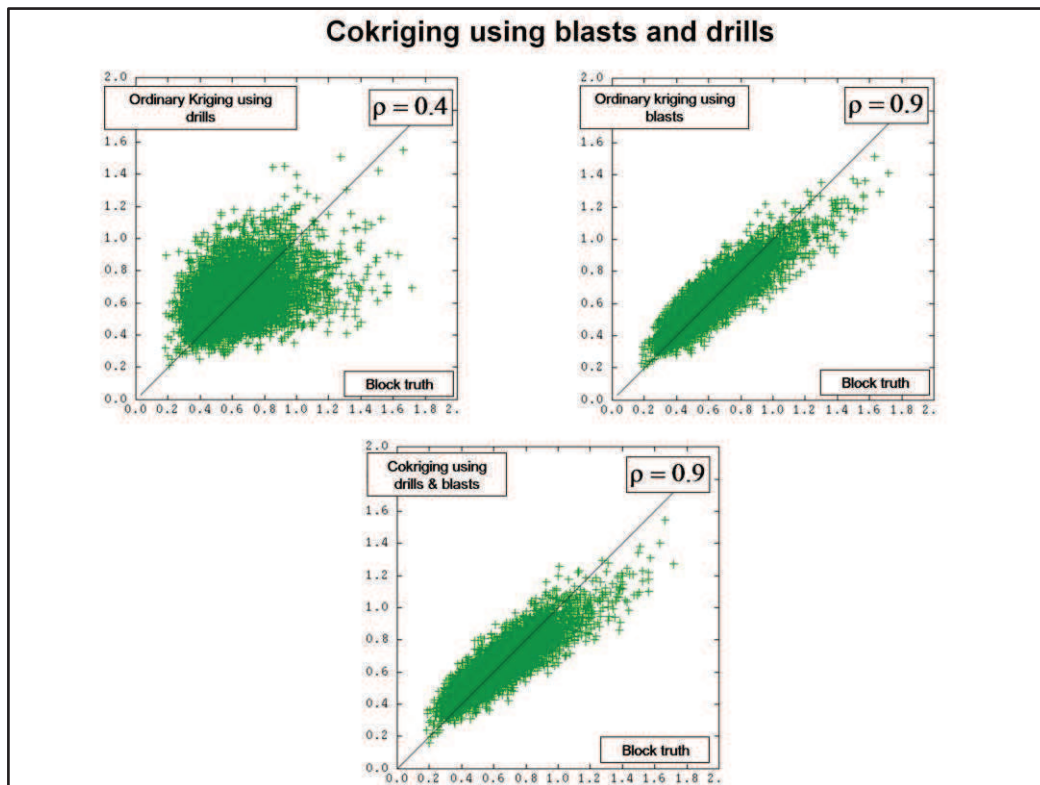 Cokriging using blasts and drills
2.0
Ordinary Kriging using
drills
ρ = 0.4
1.6
1.4
1.2
1.0
0.8
0.6
0.4
0.2
0.0
Block truth
0.0 0.2 0.4 0.6 0.8 1.0 1.2 1.4 1.6 1.8 2.
2.0
Ordinary kriging using
blasts
ρ = 0.9
1.6
1.4
1.2
1.0
0.8
0.6
0.4
0.2
0.0
Block truth
0.0 0.2 0.4 0.6 0.8 1.0 1.2 1.4 1.6 1.8 2.
2.0
Cokriging using
drills & blasts
ρ = 0.9
1.6
1.4
1.2
1.0
0.8
0.6
0.4
0.2
0.0
Block truth
0.0 0.2 0.4 0.6 0.8 1.0 1.2 1.4 1.6 1.8 2.